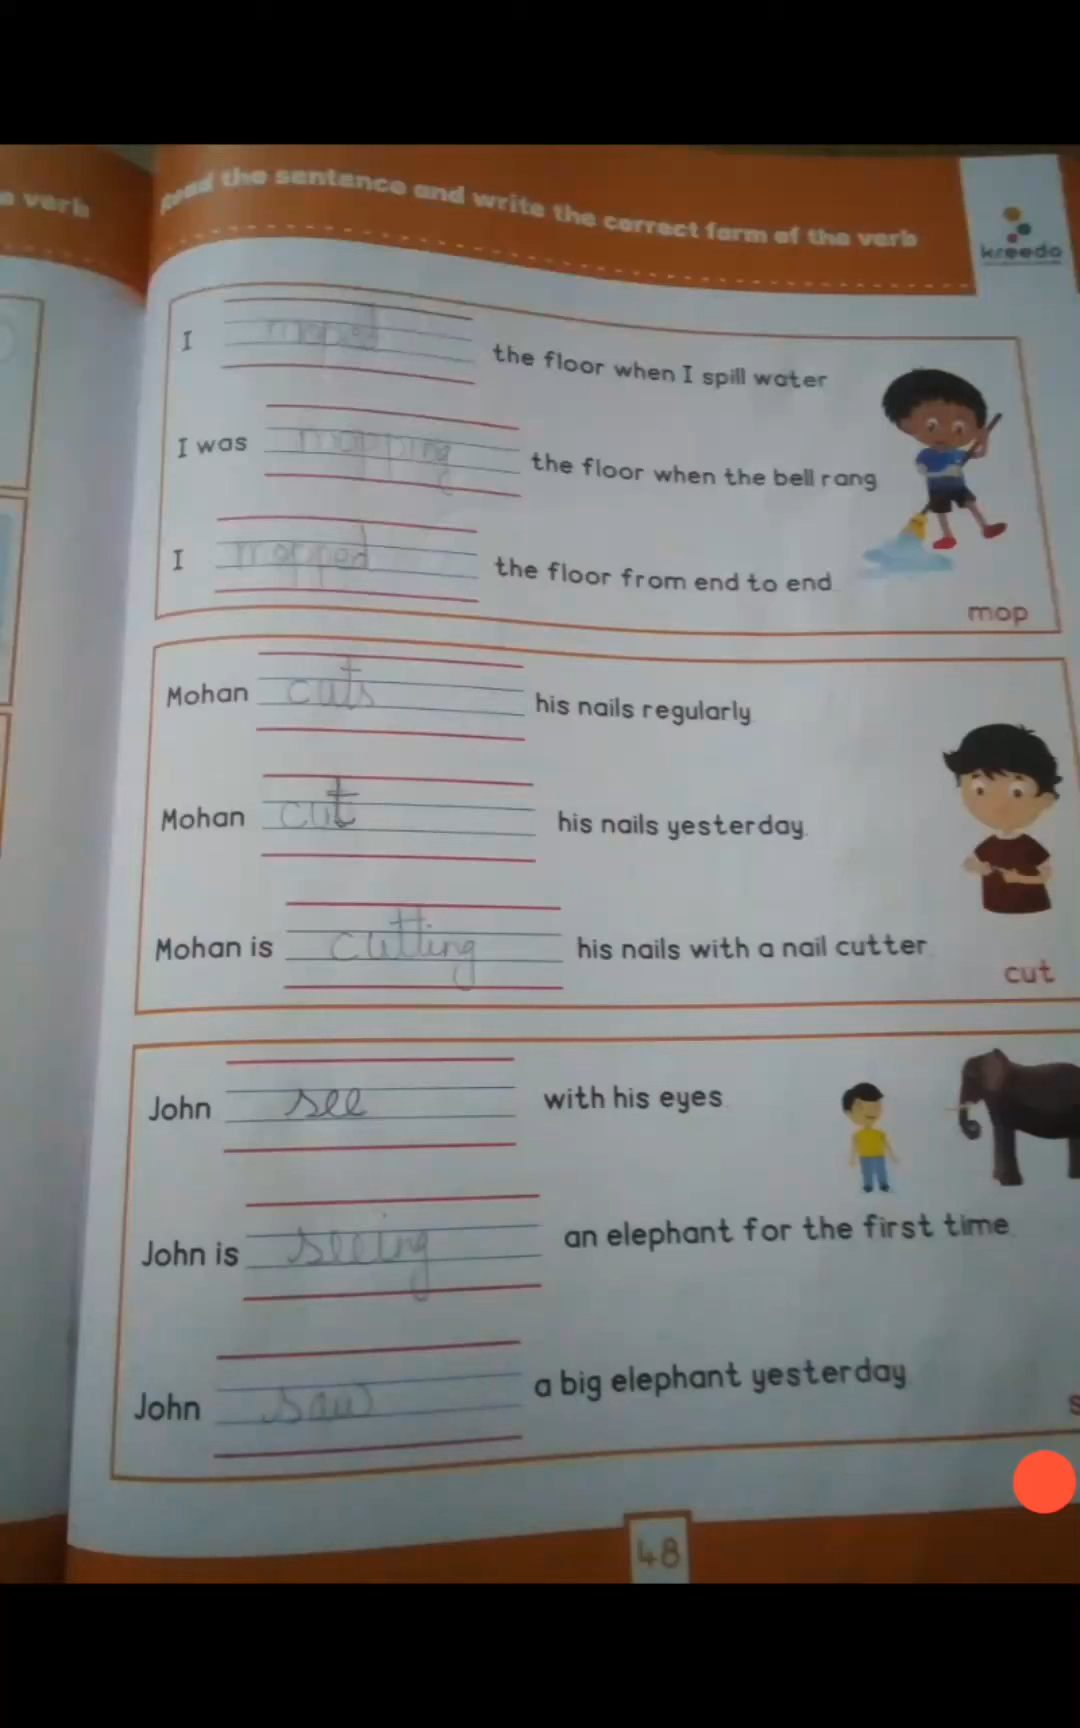 e verb
Read the sentence and write the correct form of the verb
kreedo
I moped the floor when I spill water
I was mopping the floor when the bell rang
I mopped the floor from end to end
mop
Mohan cuts his nails regularly
Mohan cut his nails yesterday.
Mohan is cutting his nails with a nail cutter
cut
John see with his eyes
John is seeing an elephant for the first time
John saw a big elephant yesterday
48